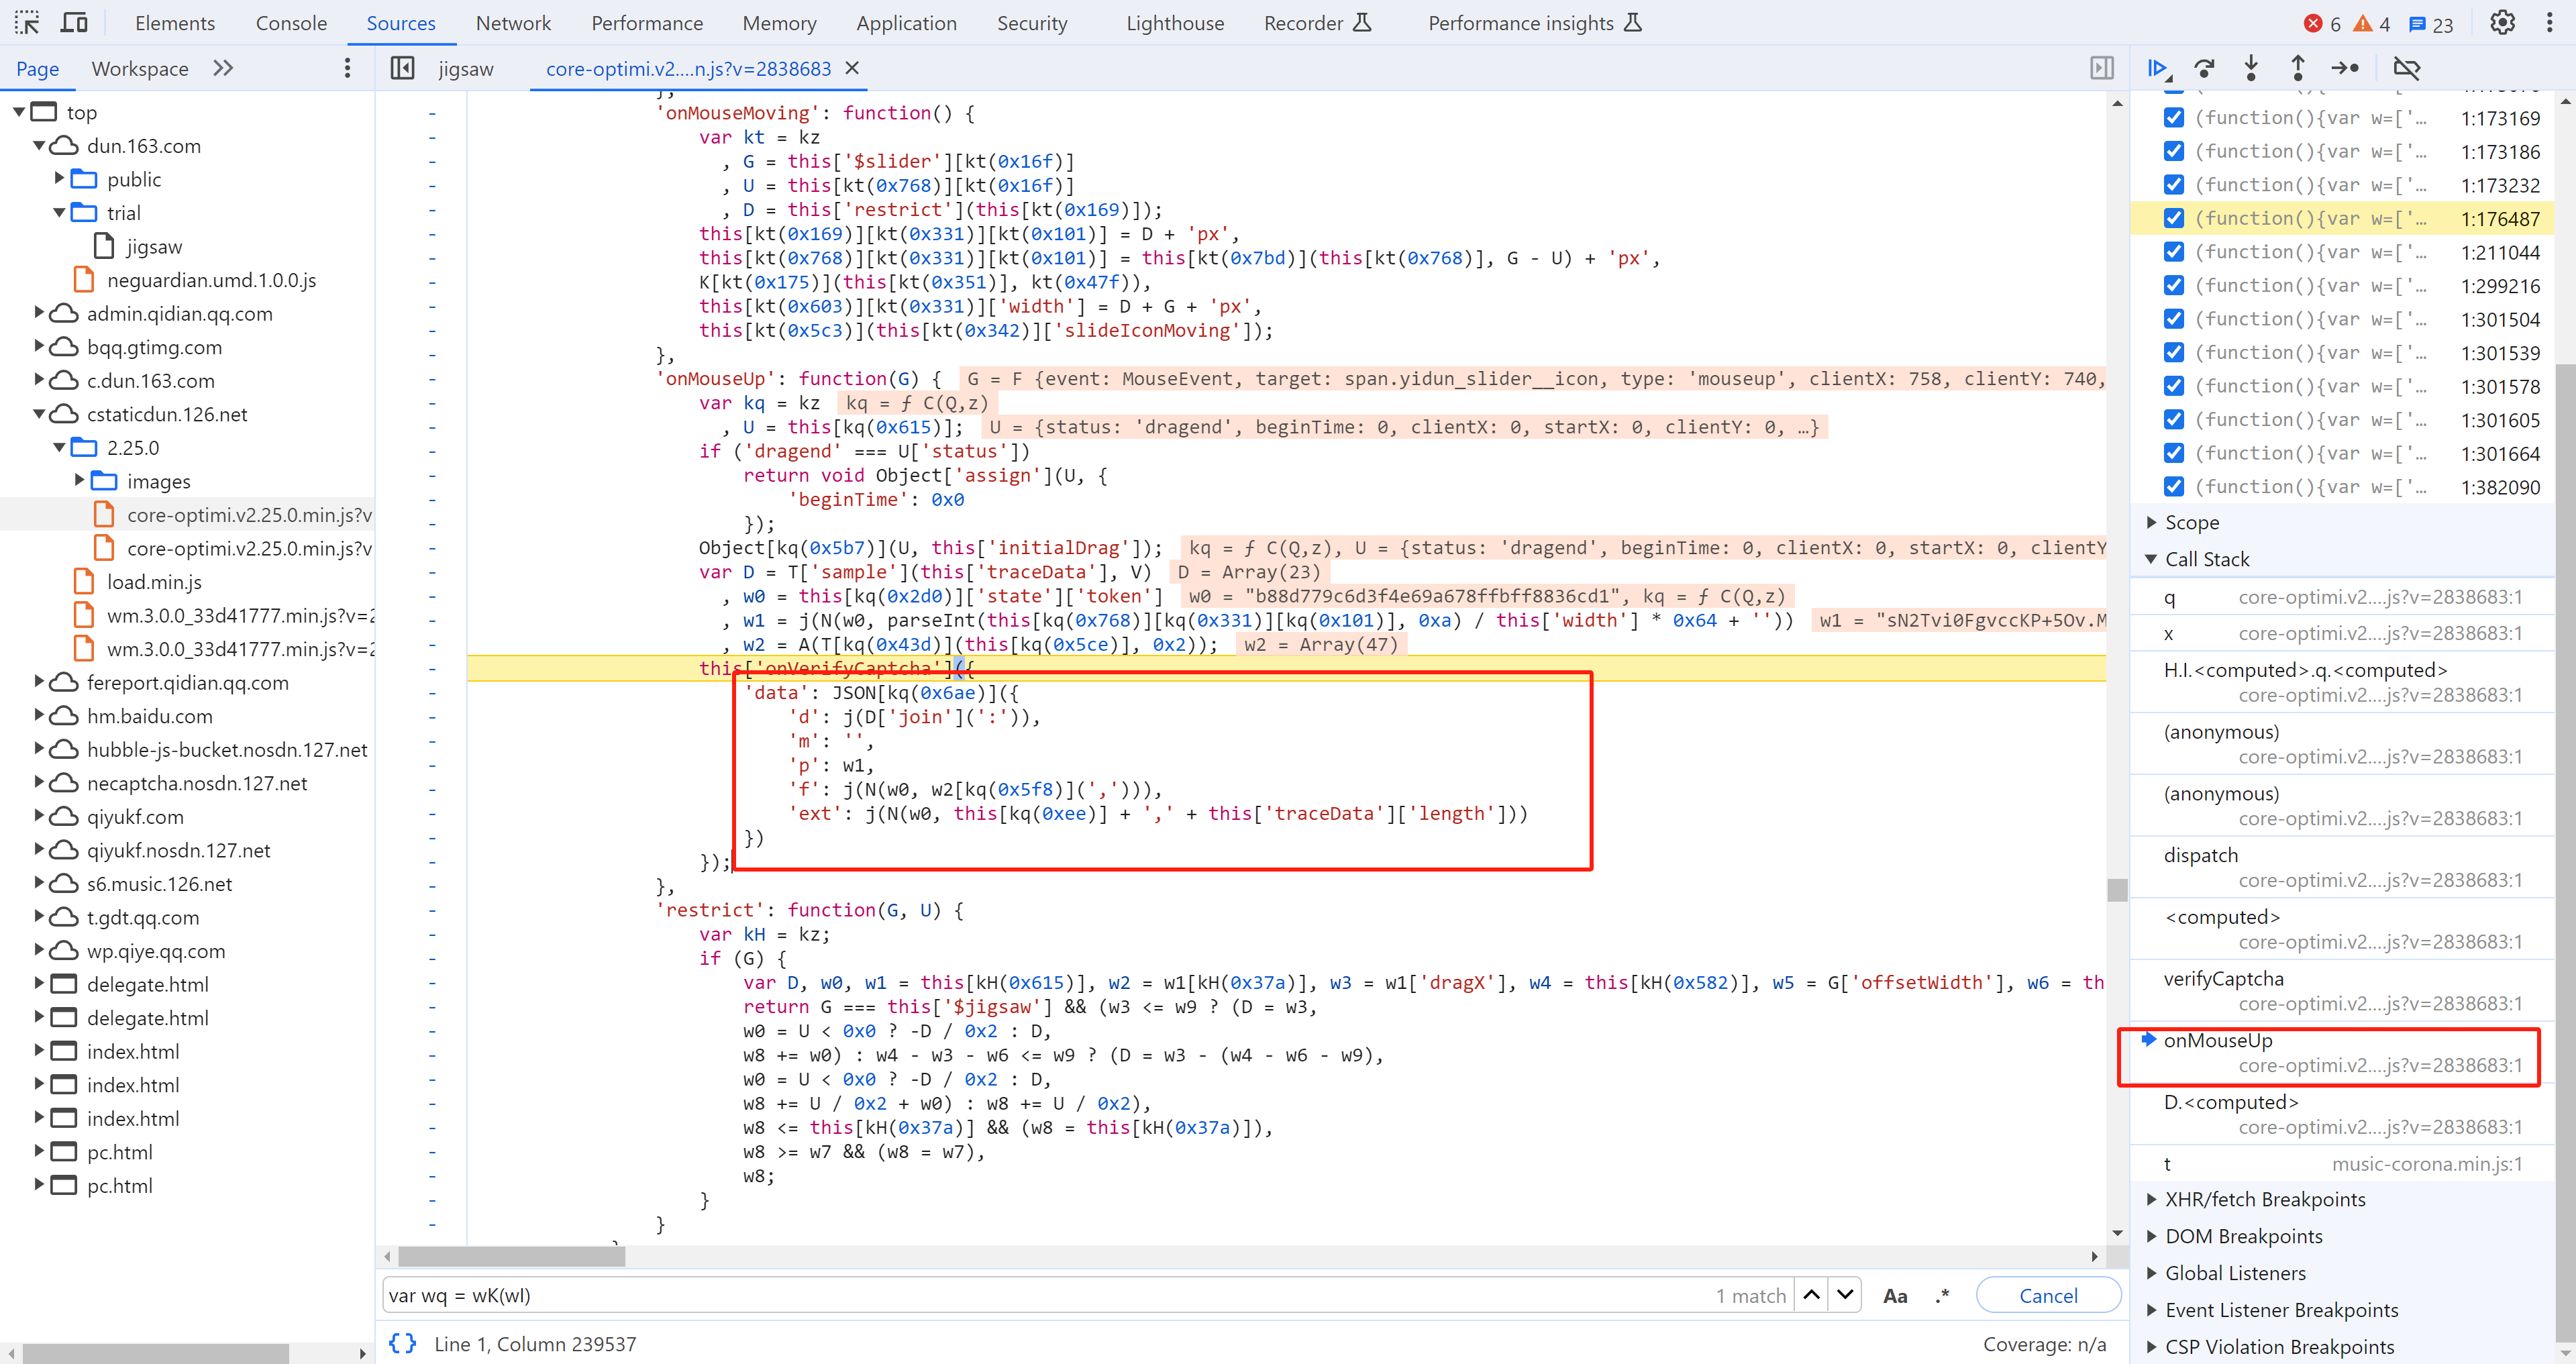 Elements Console Sources Network Performance Memory Application Security Lighthouse Recorder Performance insights 6 4 23
Page Workspace
jigsaw core-optimi.v2....n.js?v=2838683
top
dun.163.com
public
trial
jigsaw
neguardian.umd.1.0.0.js
admin.qidian.qq.com
bqq.gtimg.com
c.dun.163.com
cstaticdun.126.net
2.25.0
images
core-optimi.v2.25.0.min.js?v
core-optimi.v2.25.0.min.js?v
load.min.js
wm.3.0.0_33d41777.min.js?v=2
wm.3.0.0_33d41777.min.js?v=2
fereport.qidian.qq.com
hm.baidu.com
hubble-js-bucket.nosdn.127.net
necaptcha.nosdn.127.net
qiyukf.com
qiyukf.nosdn.127.net
s6.music.126.net
t.gdt.qq.com
wp.qiye.qq.com
delegate.html
delegate.html
index.html
index.html
index.html
pc.html
pc.html
'onMouseMoving': function() {
var kt = kz
, G = this['$slider'][kt(0x16f)]
, U = this[kt(0x768)][kt(0x16f)]
, D = this['restrict'](this[kt(0x169)]);
this[kt(0x169)][kt(0x331)][kt(0x101)] = D + 'px',
this[kt(0x768)][kt(0x331)][kt(0x101)] = this[kt(0x7bd)](this[kt(0x768)], G - U) + 'px',
K[kt(0x175)](this[kt(0x351)], kt(0x47f)),
this[kt(0x603)][kt(0x331)]['width'] = D + G + 'px',
this[kt(0x5c3)](this[kt(0x342)]['slideIconMoving']);
},
'onMouseUp': function(G) { G = F {event: MouseEvent, target: span.yidun_slider__icon, type: 'mouseup', clientX: 758, clientY: 740,
var kq = kz kq = ƒ C(Q,z)
, U = this[kq(0x615)]; U = {status: 'dragend', beginTime: 0, clientX: 0, startX: 0, clientY: 0, …}
if ('dragend' === U['status'])
return void Object['assign'](U, {
'beginTime': 0x0
});
Object[kq(0x5b7)](U, this['initialDrag']); kq = ƒ C(Q,z), U = {status: 'dragend', beginTime: 0, clientX: 0, startX: 0, clientY
var D = T['sample'](this['traceData'], V) D = Array(23)
, w0 = this[kq(0x2d0)]['state']['token'] w0 = "b88d779c6d3f4e69a678ffbff8836cd1", kq = ƒ C(Q,z)
, w1 = j(N(w0, parseInt(this[kq(0x768)][kq(0x331)][kq(0x101)], 0xa) / this['width'] * 0x64 + '')) w1 = "sN2Tvi0FgvccKP+5Ov.M
, w2 = A(T[kq(0x43d)](this[kq(0x5ce)], 0x2)); w2 = Array(47)
this['onVerifyCaptcha']({
'data': JSON[kq(0x6ae)]({
'd': j(D['join'](':')),
'm': '',
'p': w1,
'f': j(N(w0, w2[kq(0x5f8)](','))),
'ext': j(N(w0, this[kq(0xee)] + ',' + this['traceData']['length']))
})
});
},
'restrict': function(G, U) {
var kH = kz;
if (G) {
var D, w0, w1 = this[kH(0x615)], w2 = w1[kH(0x37a)], w3 = w1['dragX'], w4 = this[kH(0x582)], w5 = G['offsetWidth'], w6 = th
return G === this['$jigsaw'] && (w3 <= w9 ? (D = w3,
w0 = U < 0x0 ? -D / 0x2 : D,
w8 += w0) : w4 - w3 - w6 <= w9 ? (D = w3 - (w4 - w6 - w9),
w0 = U < 0x0 ? -D / 0x2 : D,
w8 += U / 0x2 + w0) : w8 += U / 0x2),
w8 <= this[kH(0x37a)] && (w8 = this[kH(0x37a)]),
w8 >= w7 && (w8 = w7),
w8;
}
}
var wq = wK(wI) 1 match Aa .* Cancel
{} Line 1, Column 239537 Coverage: n/a
(function(){var w=['… 1:173169
(function(){var w=['… 1:173186
(function(){var w=['… 1:173232
(function(){var w=['… 1:176487
(function(){var w=['… 1:211044
(function(){var w=['… 1:299216
(function(){var w=['… 1:301504
(function(){var w=['… 1:301539
(function(){var w=['… 1:301578
(function(){var w=['… 1:301605
(function(){var w=['… 1:301664
(function(){var w=['… 1:382090
Scope
Call Stack
q core-optimi.v2....js?v=2838683:1
x core-optimi.v2....js?v=2838683:1
H.I.<computed>.q.<computed>
core-optimi.v2....js?v=2838683:1
(anonymous)
core-optimi.v2....js?v=2838683:1
(anonymous)
core-optimi.v2....js?v=2838683:1
dispatch
core-optimi.v2....js?v=2838683:1
<computed>
core-optimi.v2....js?v=2838683:1
verifyCaptcha
core-optimi.v2....js?v=2838683:1
onMouseUp
core-optimi.v2....js?v=2838683:1
D.<computed>
core-optimi.v2....js?v=2838683:1
t music-corona.min.js:1
XHR/fetch Breakpoints
DOM Breakpoints
Global Listeners
Event Listener Breakpoints
CSP Violation Breakpoints